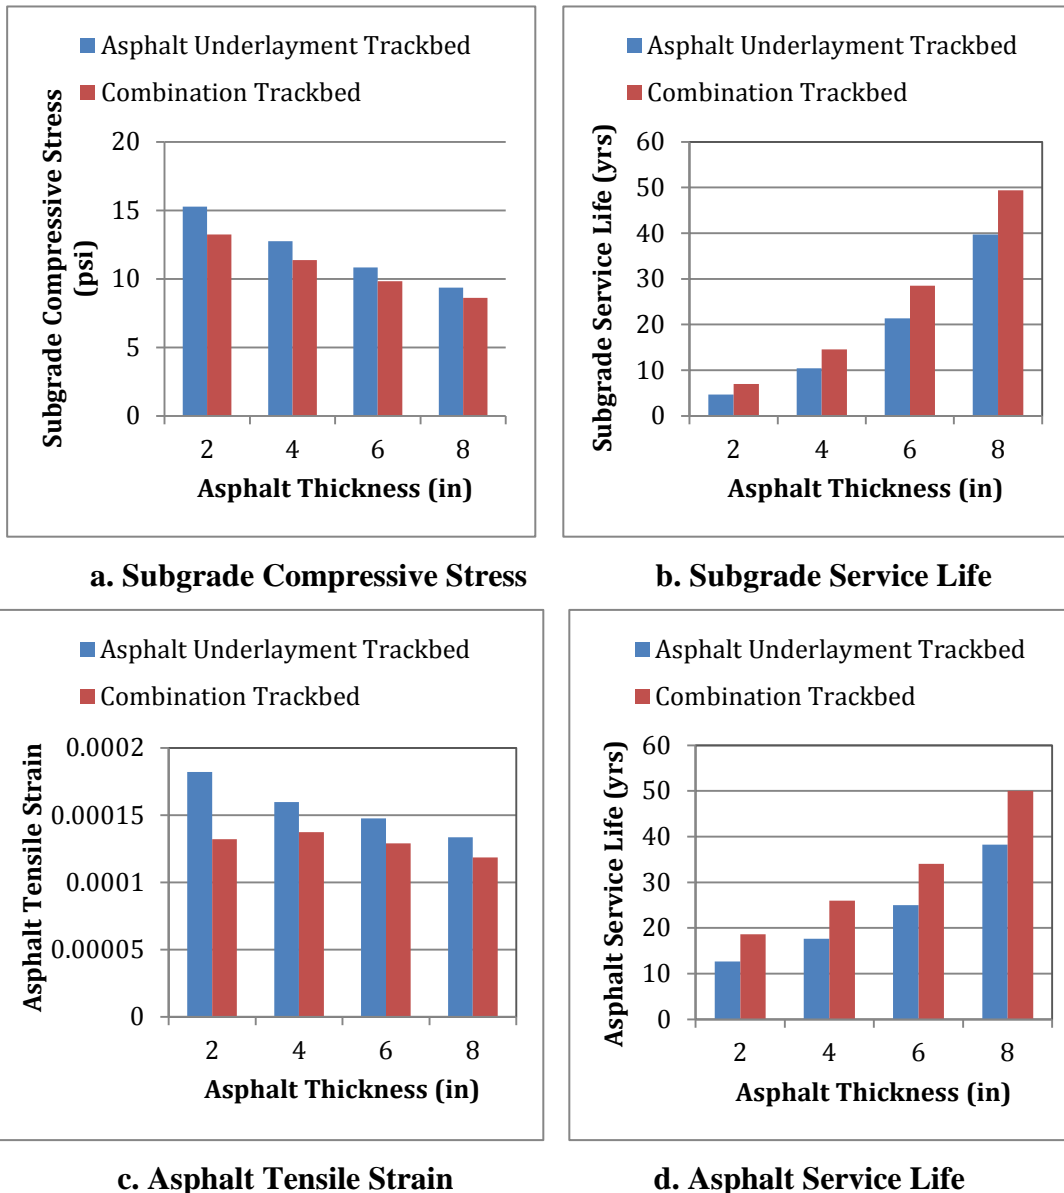 Asphalt Underlayment Trackbed
Combination Trackbed
Subgrade Compressive Stress
(psi)
20
15
10
5
0
2 4 6 8
Asphalt Thickness (in)
a. Subgrade Compressive Stress
Asphalt Underlayment Trackbed
Combination Trackbed
Subgrade Service Life (yrs)
60
50
40
30
20
10
0
2 4 6 8
Asphalt Thickness (in)
b. Subgrade Service Life
Asphalt Underlayment Trackbed
Combination Trackbed
Asphalt Tensile Strain
0.0002
0.00015
0.0001
0.00005
0
2 4 6 8
Asphalt Thickness (in)
c. Asphalt Tensile Strain
Asphalt Underlayment Trackbed
Combination Trackbed
Asphalt Service Life (yrs)
60
50
40
30
20
10
0
2 4 6 8
Asphalt Thickness (in)
d. Asphalt Service Life